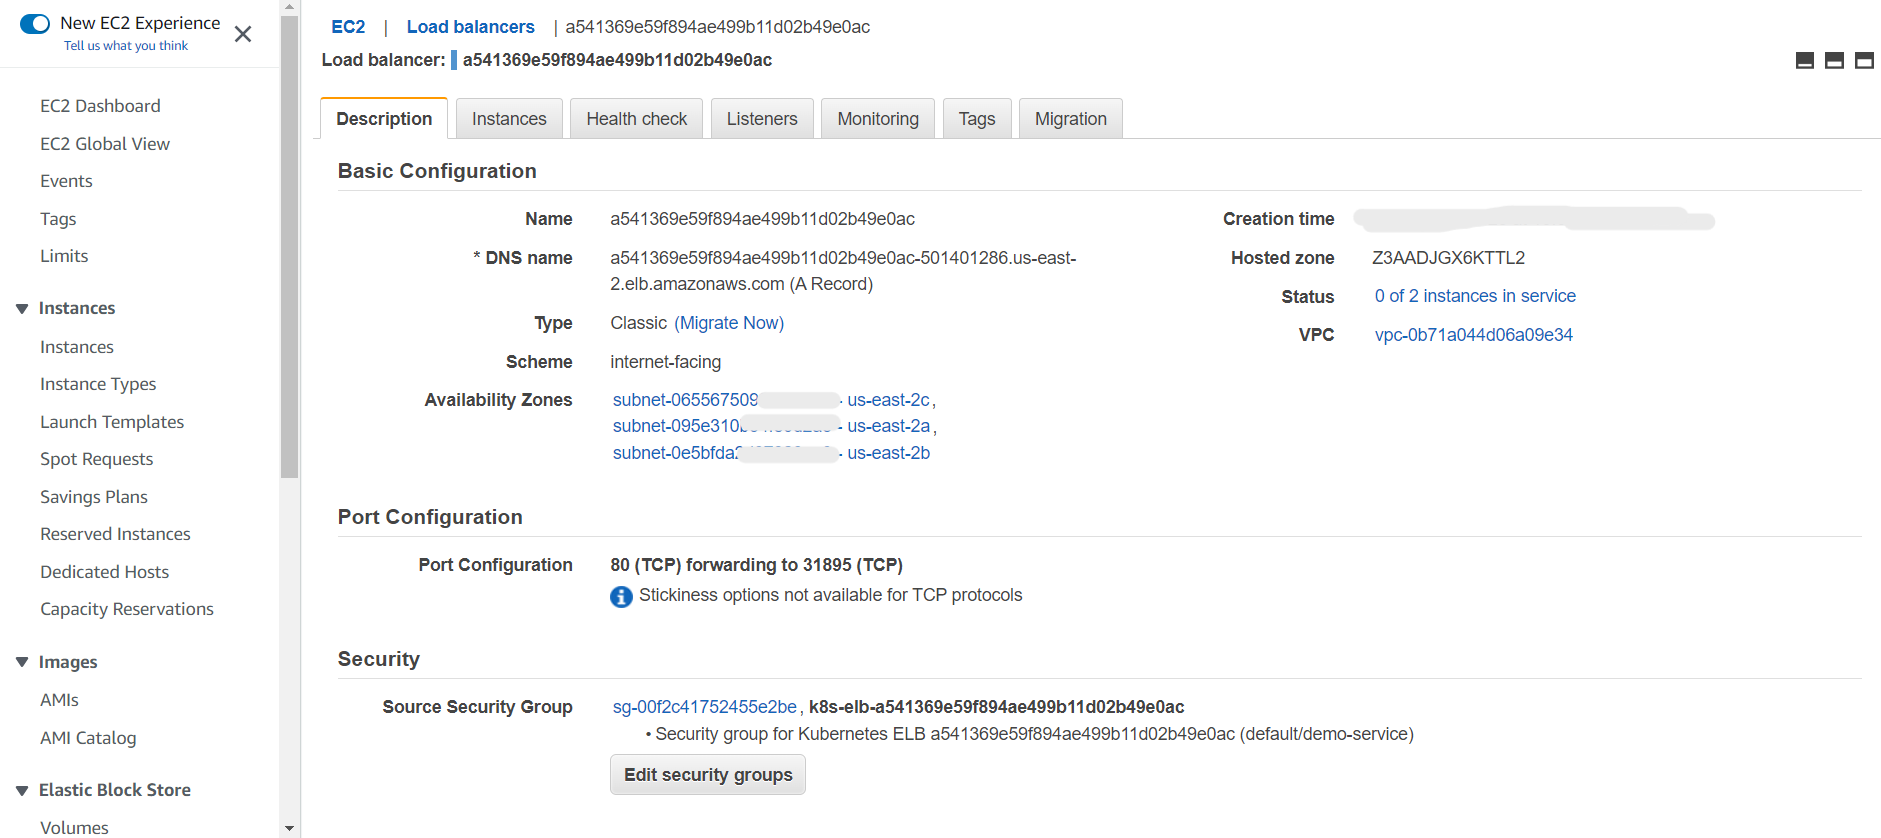 New EC2 Experience
Tell us what you think
EC2 Dashboard
EC2 Global View
Events
Tags
Limits
Instances
Instances
Instance Types
Launch Templates
Spot Requests
Savings Plans
Reserved Instances
Dedicated Hosts
Capacity Reservations
Images
AMIs
AMI Catalog
Elastic Block Store
Volumes
EC2 | Load balancers | a541369e59f894ae499b11d02b49e0ac
Load balancer: a541369e59f894ae499b11d02b49e0ac
Description Instances Health check Listeners Monitoring Tags Migration
Basic Configuration
Name a541369e59f894ae499b11d02b49e0ac
* DNS name a541369e59f894ae499b11d02b49e0ac-501401286.us-east-
2.elb.amazonaws.com (A Record)
Type Classic (Migrate Now)
Scheme internet-facing
Availability Zones subnet-065567509 - us-east-2c,
subnet-095e310 - us-east-2a,
subnet-0e5bfda - us-east-2b
Creation time
Hosted zone Z3AADJGX6KTTL2
Status 0 of 2 instances in service
VPC vpc-0b71a044d06a09e34
Port Configuration
Port Configuration 80 (TCP) forwarding to 31895 (TCP)
Stickiness options not available for TCP protocols
Security
Source Security Group sg-00f2c41752455e2be, k8s-elb-a541369e59f894ae499b11d02b49e0ac
• Security group for Kubernetes ELB a541369e59f894ae499b11d02b49e0ac (default/demo-service)
Edit security groups